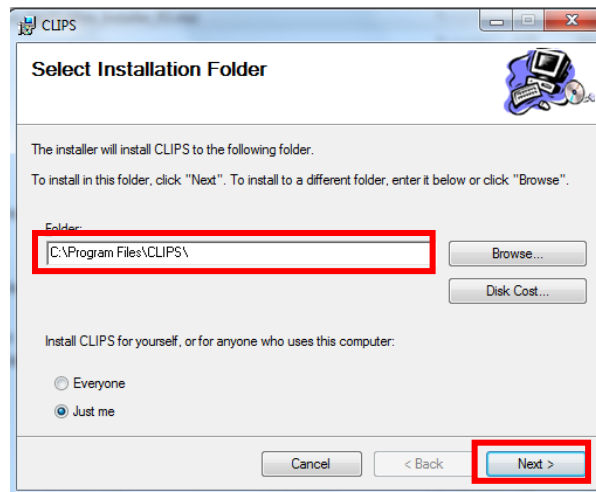 CLIPS
Select Installation Folder
The installer will install CLIPS to the following folder.
To install in this folder, click "Next". To install to a different folder, enter it below or click "Browse".
Folder:
C:\Program Files\CLIPS\
Browse...
Disk Cost...
Install CLIPS for yourself, or for anyone who uses this computer:
Everyone
Just me
Cancel
< Back
Next >